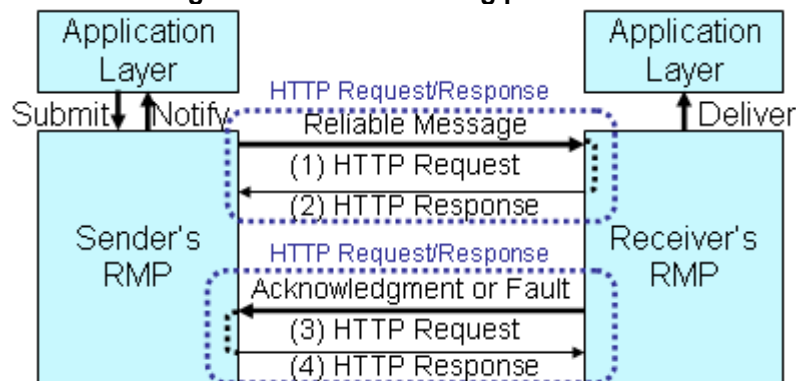 Application
Layer
Application
Layer
Submit
Notify
HTTP Request/Response
Reliable Message
(1) HTTP Request
(2) HTTP Response
Deliver
Sender's
RMP
Receiver's
RMP
HTTP Request/Response
Acknowledgment or Fault
(3) HTTP Request
(4) HTTP Response